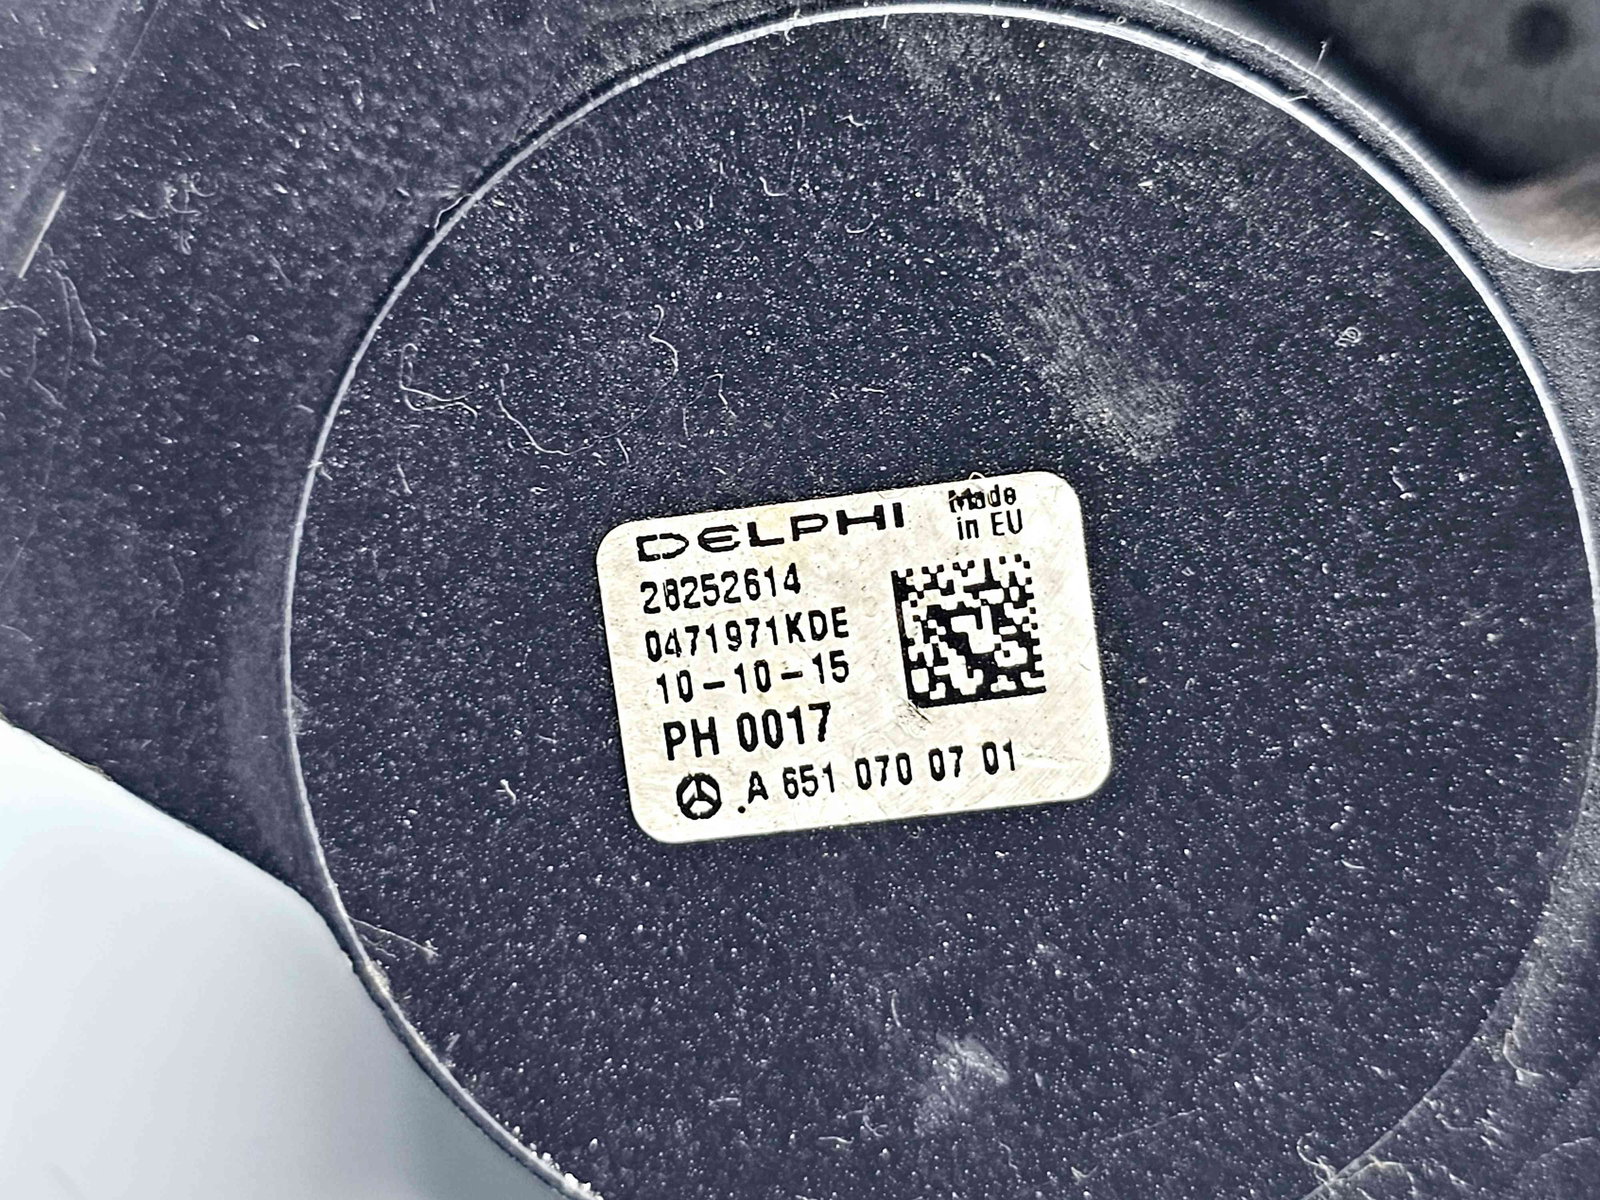 DELPHI
Made
in EU
28252614
0471971KDE
10-10-15
PH 0017
A 651 070 07 01